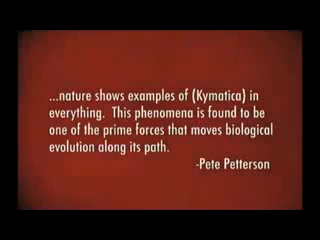 ...nature shows examples of (Kymatica) in
everything. This phenomena is found to be
one of the prime forces that moves biological
evolution along its path.
-Pete Petterson